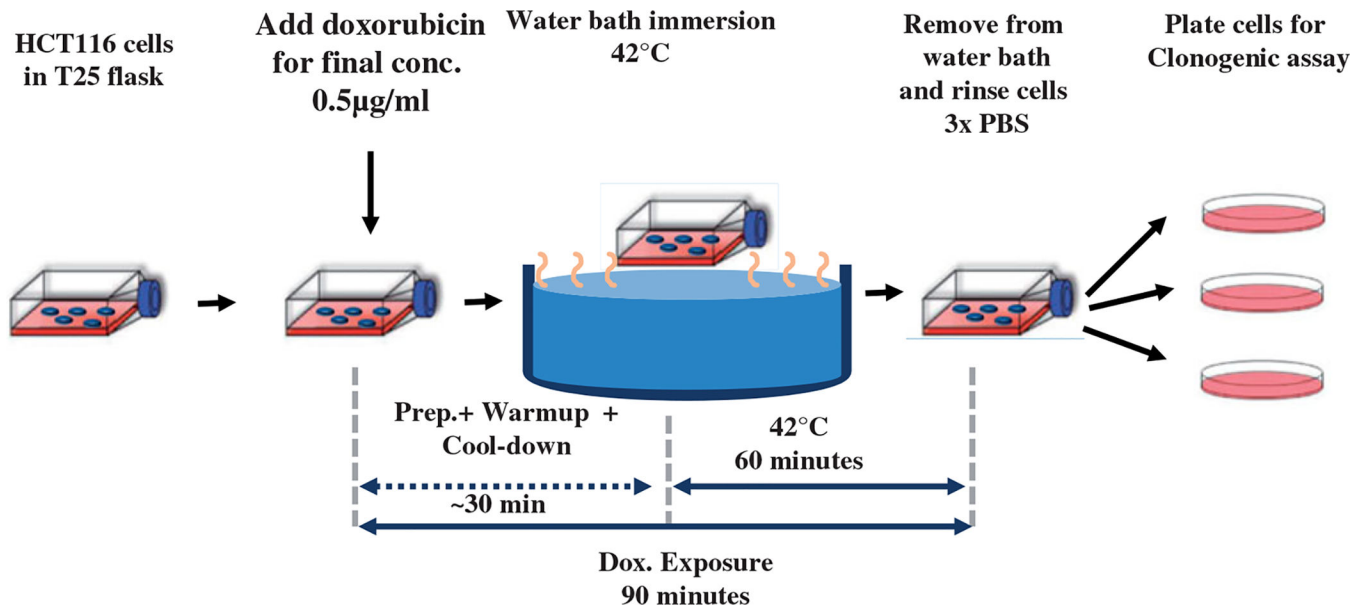 HCT116 cells
in T25 flask
Add doxorubicin
for final conc.
0.5µg/ml
Water bath immersion
42°C
Remove from
water bath
and rinse cells
3x PBS
Plate cells for
Clonogenic assay
Prep.+ Warmup +
Cool-down
~30 min
42°C
60 minutes
Dox. Exposure
90 minutes